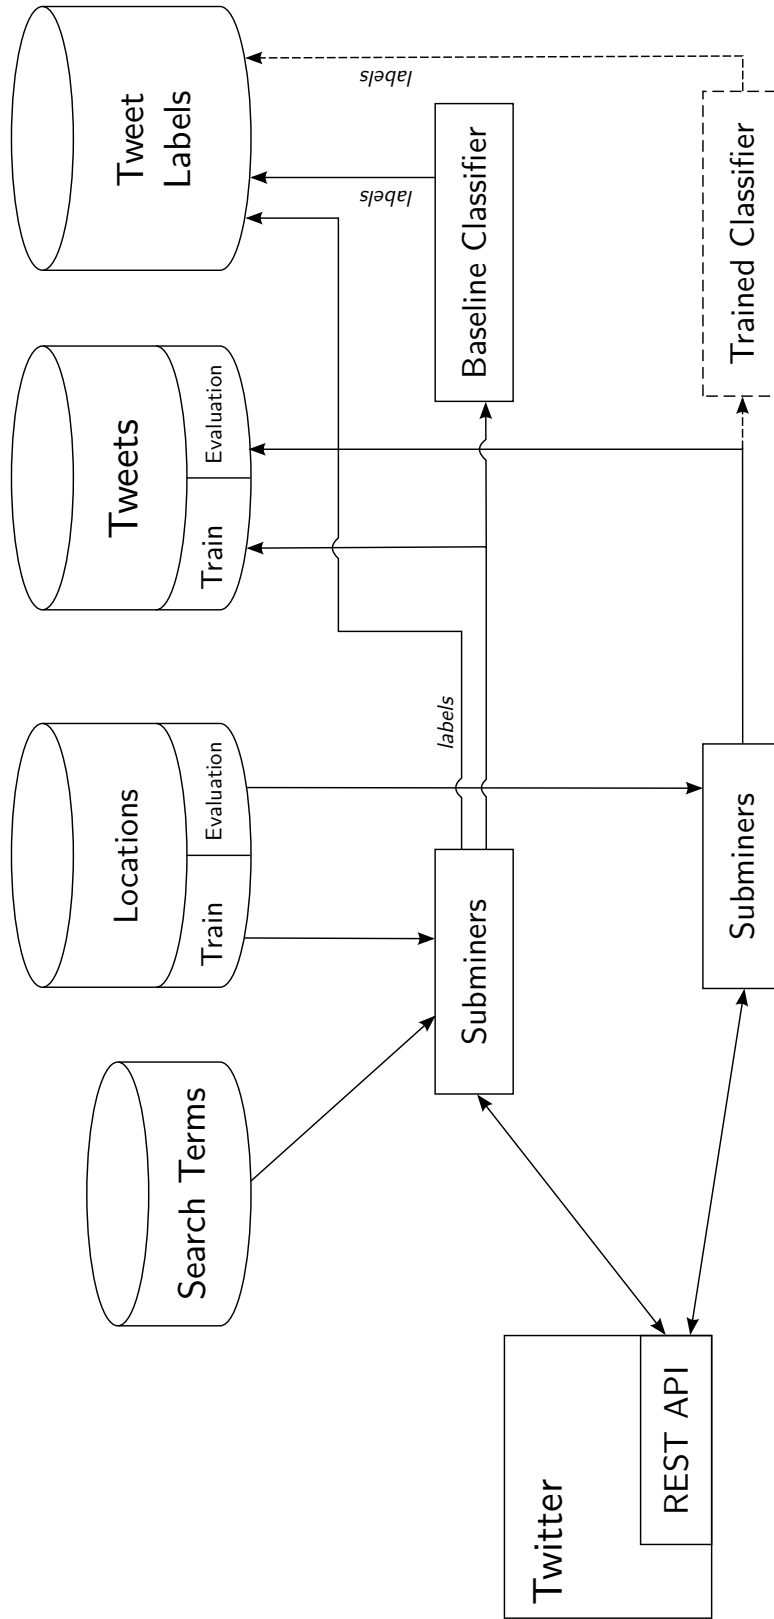 Search Terms
Locations
Train
Evaluation
Tweets
Train
Evaluation
Tweet
Labels
labels
labels
labels
Subminers
Baseline Classifier
Twitter
REST API
Subminers
Trained Classifier